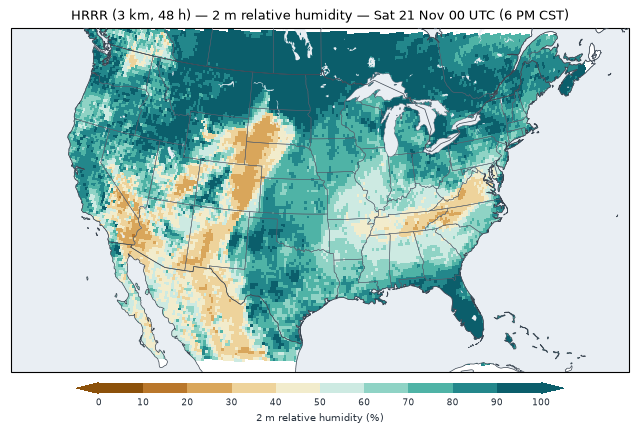 HRRR (3 km, 48 h) — 2 m relative humidity — Sat 21 Nov 00 UTC (6 PM CST)
0 10 20 30 40 50 60 70 80 90 100
2 m relative humidity (%)